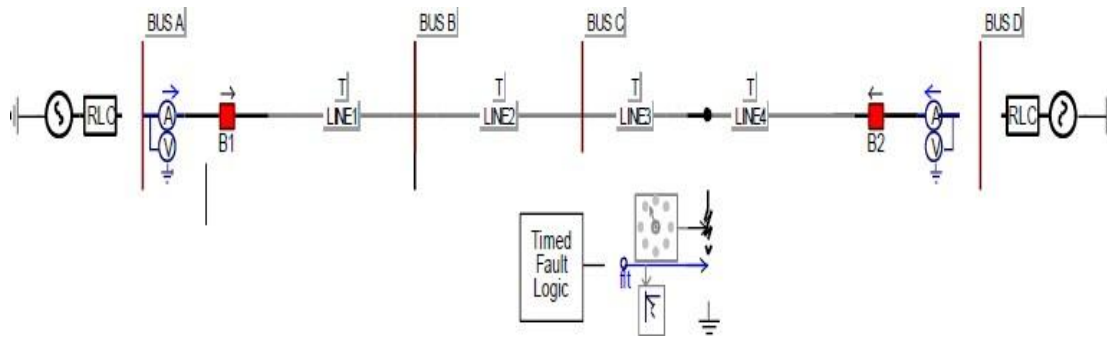 BUS A
BUS B
BUS C
BUS D
T
T
T
T
RLC
A
LINE1
LINE2
LINE3
LINE4
A
RLC
V
B1
B2
V
Timed
Fault
Logic
flt